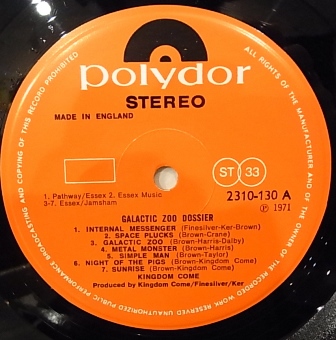 polydor
STEREO
MADE IN ENGLAND
ST 33
1. Pathway/Essex 2. Essex Music
3-7. Essex/Jamsham
2310-130 A
℗ 1971
GALACTIC ZOO DOSSIER
1. INTERNAL MESSENGER (Finesilver-Ker-Brown)
2. SPACE PLUCKS (Brown-Crane)
3. GALACTIC ZOO (Brown-Harris-Dalby)
4. METAL MONSTER (Brown-Harris)
5. SIMPLE MAN (Brown-Taylor)
6. NIGHT OF THE PIGS (Brown-Kingdom Come)
7. SUNRISE (Brown-Kingdom Come)
KINGDOM COME
Produced by Kingdom Come/Finesilver/Ker
ALL RIGHTS OF THE MANUFACTURER AND OF THE OWNER OF THE RECORDED WORK RESERVED UNAUTHORISED PUBLIC PERFORMANCE BROADCASTING AND COPYING OF THIS RECORD PROHIBITED